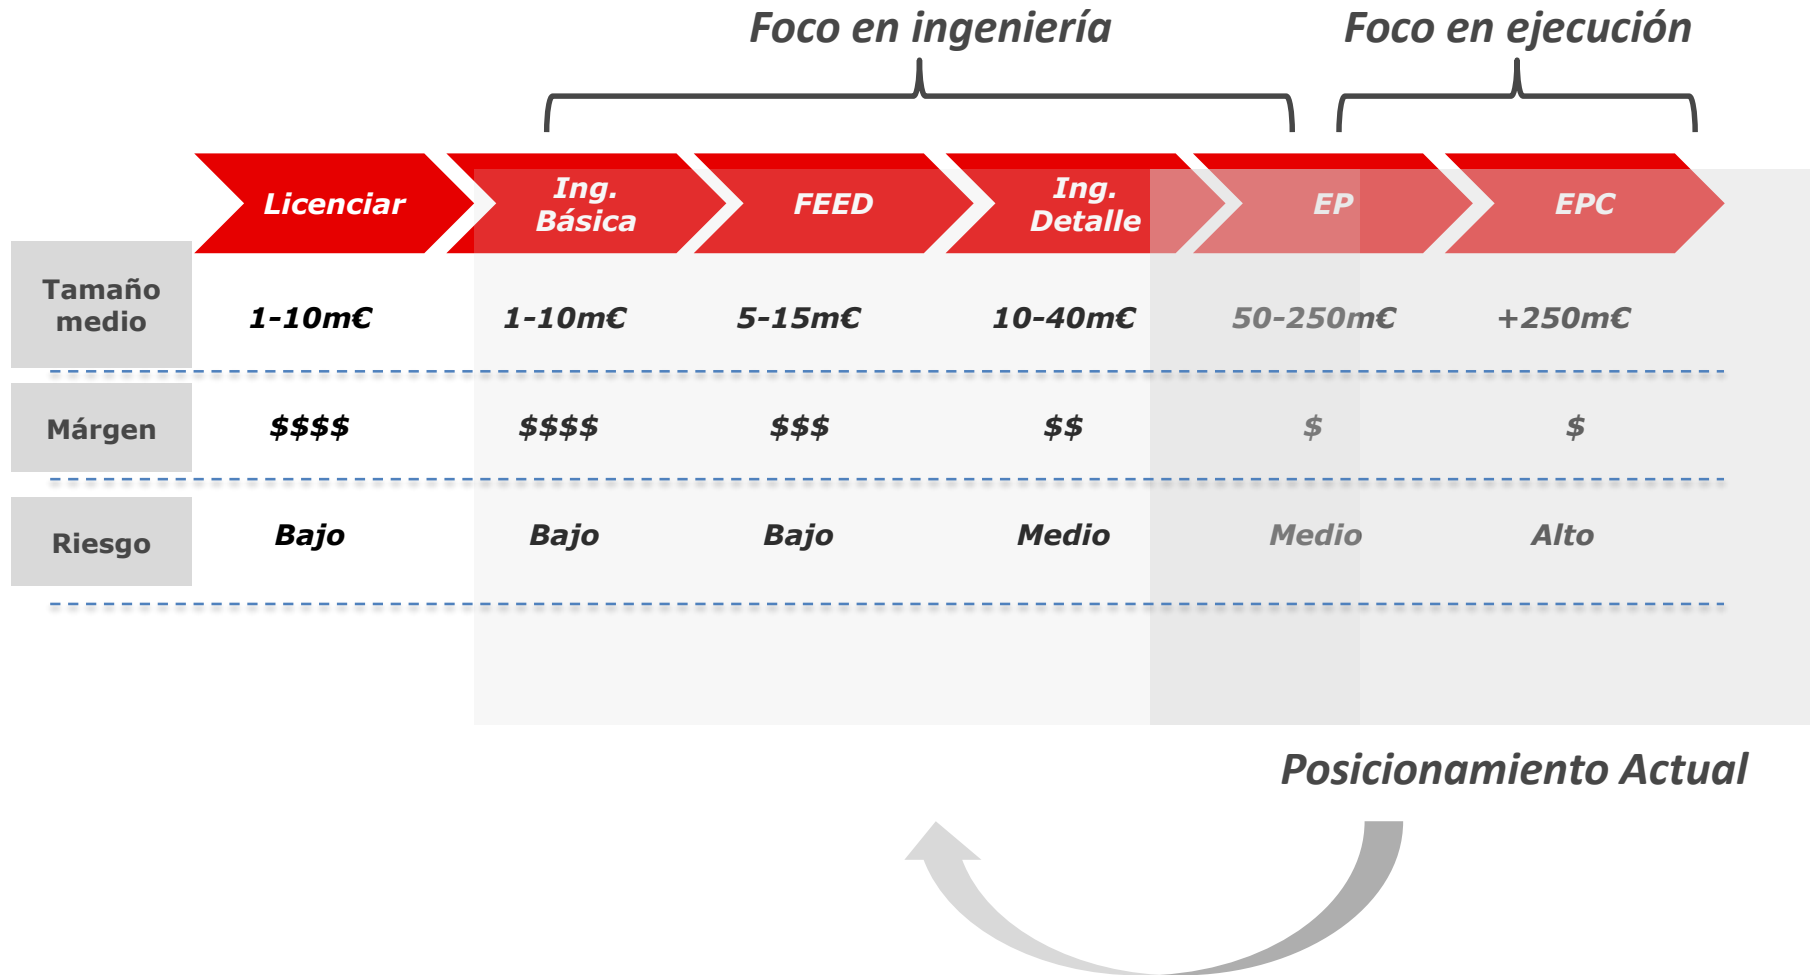 Foco en ingeniería
Foco en ejecución
Licenciar
Ing.
Básica
FEED
Ing.
Detalle
EP
EPC
Tamaño
medio
1-10m€
1-10m€
5-15m€
10-40m€
50-250m€
+250m€
Márgen
$$$$
$$$$
$$$
$$
$
$
Riesgo
Bajo
Bajo
Bajo
Medio
Medio
Alto
Posicionamiento Actual